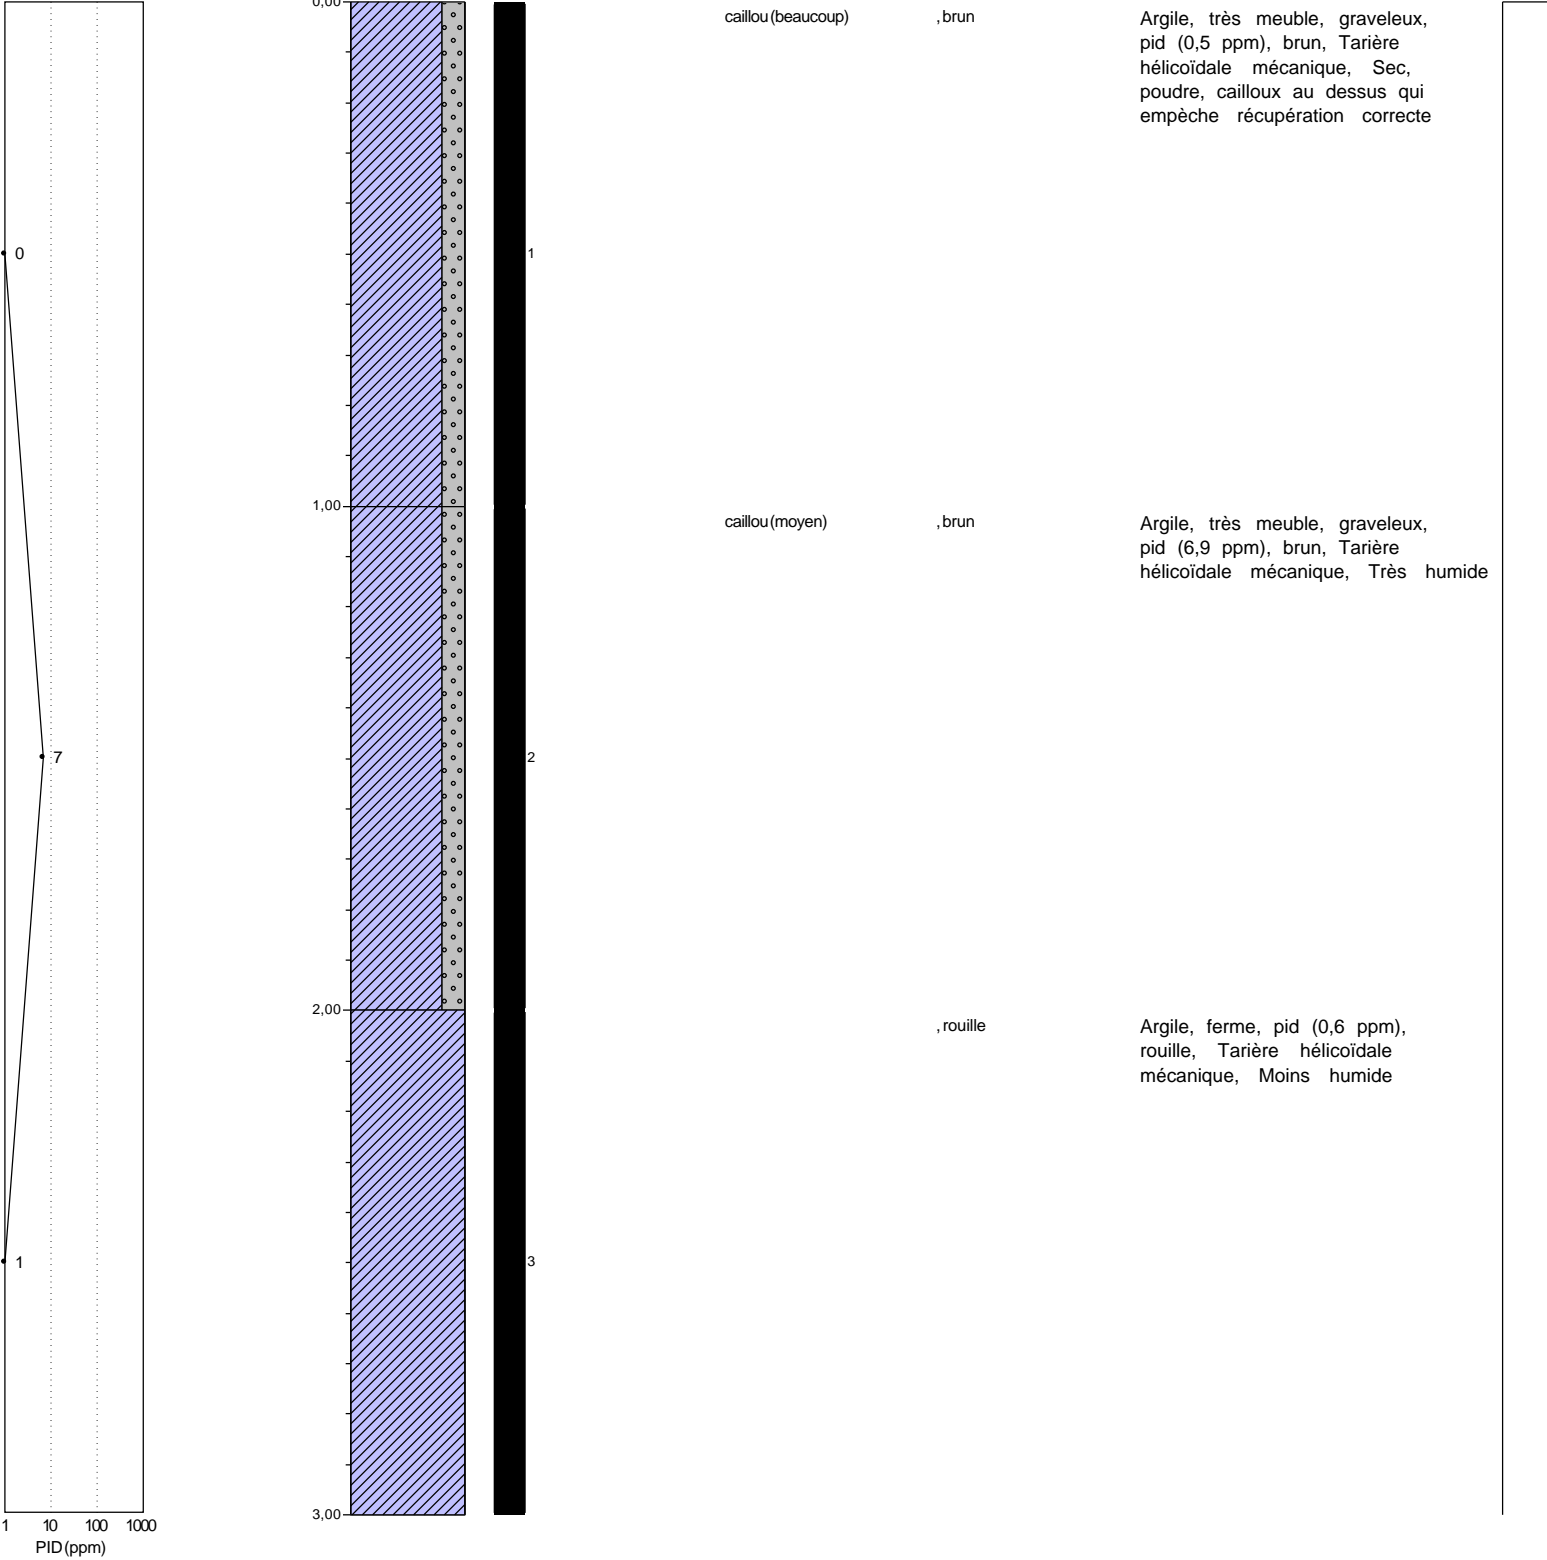 0,00
caillou (beaucoup)
, brun
Argile, très meuble, graveleux,
pid (0,5 ppm), brun, Tarière
hélicoïdale mécanique, Sec,
poudre, cailloux au dessus qui
empèche récupération correcte
0
1
1,00
caillou (moyen)
, brun
Argile, très meuble, graveleux,
pid (6,9 ppm), brun, Tarière
hélicoïdale mécanique, Très humide
7
2
2,00
, rouille
Argile, ferme, pid (0,6 ppm),
rouille, Tarière hélicoïdale
mécanique, Moins humide
1
3
3,00
1 10 100 1000
PID (ppm)